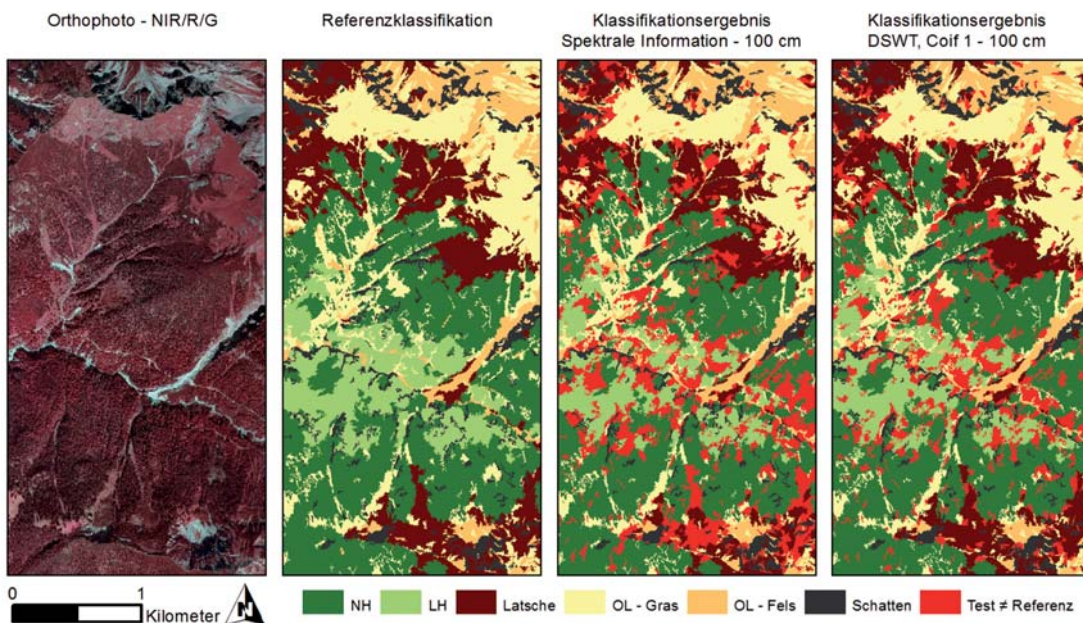 Orthophoto - NIR/R/G
Referenzklassifikation
Klassifikationsergebnis
Spektrale Information - 100 cm
Klassifikationsergebnis
DSWT, Coif 1 - 100 cm
0 1
Kilometer
N
NH LH Latsche OL - Gras OL - Fels Schatten Test ≠ Referenz